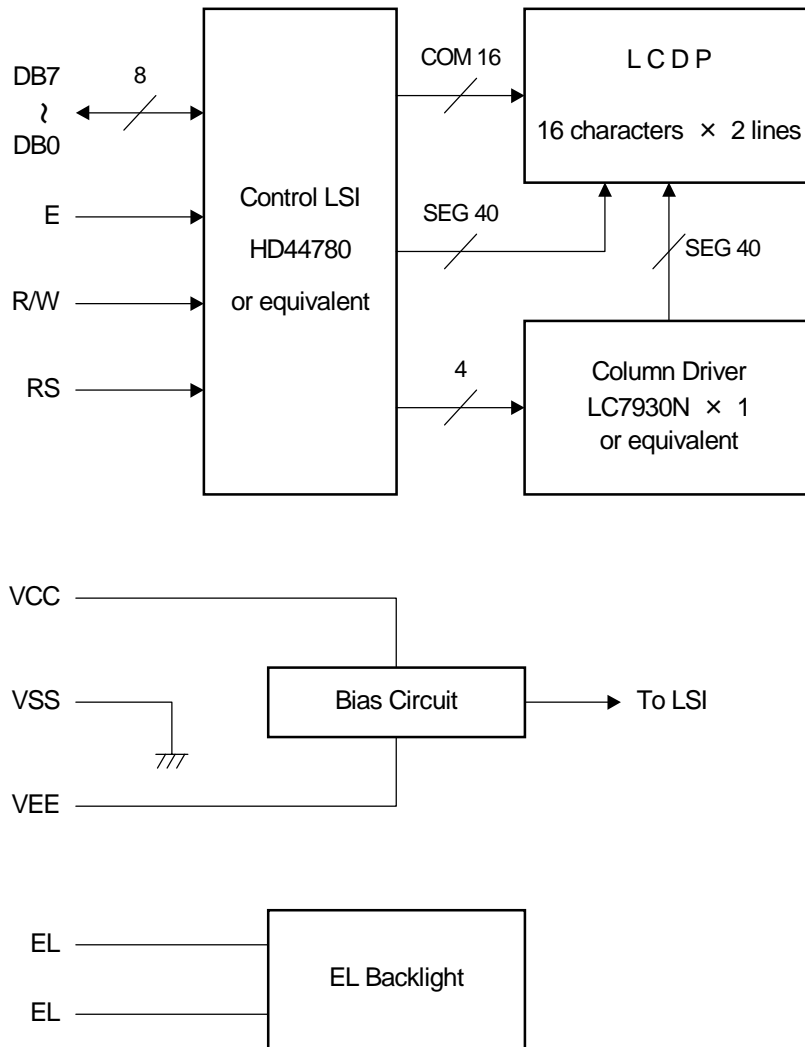 DB7
~
DB0
8
E
R/W
RS
Control LSI
HD44780
or equivalent
COM 16
SEG 40
4
L C D P
16 characters × 2 lines
SEG 40
Column Driver
LC7930N × 1
or equivalent
VCC
VSS
VEE
Bias Circuit
To LSI
EL
EL
EL Backlight